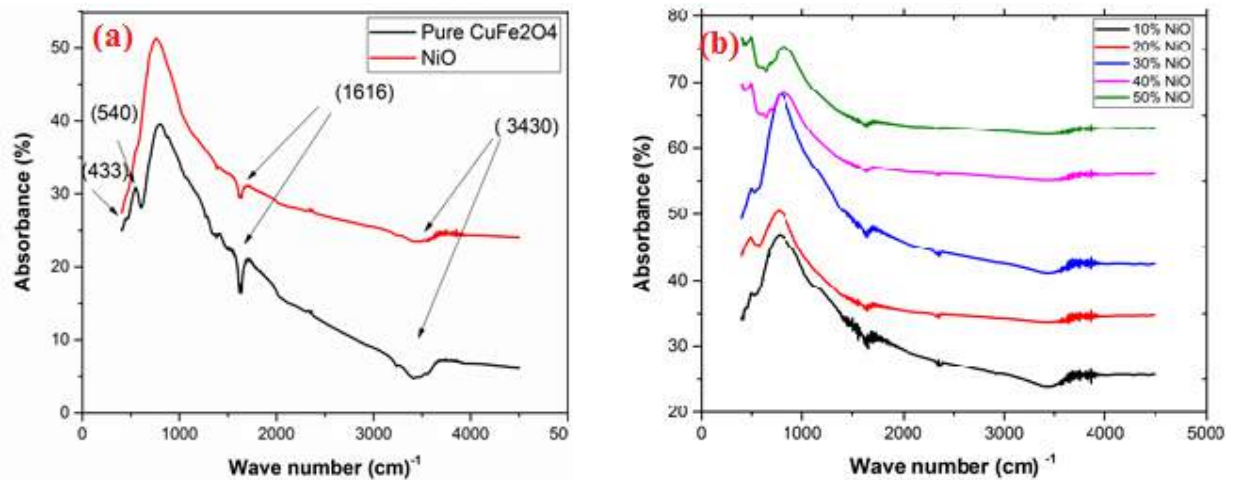 (a)
Pure CuFe2O4
NiO
(540)
(433)
(1616)
( 3430)
50
40
30
20
10
0
Absorbance (%)
0 1000 2000 3000 4000 50
Wave number (cm)-1
(b)
10% NiO
20% NiO
30% NiO
40% NiO
50% NiO
80
70
60
50
40
30
20
Absorbance (%)
0 1000 2000 3000 4000 5000
Wave number (cm)-1